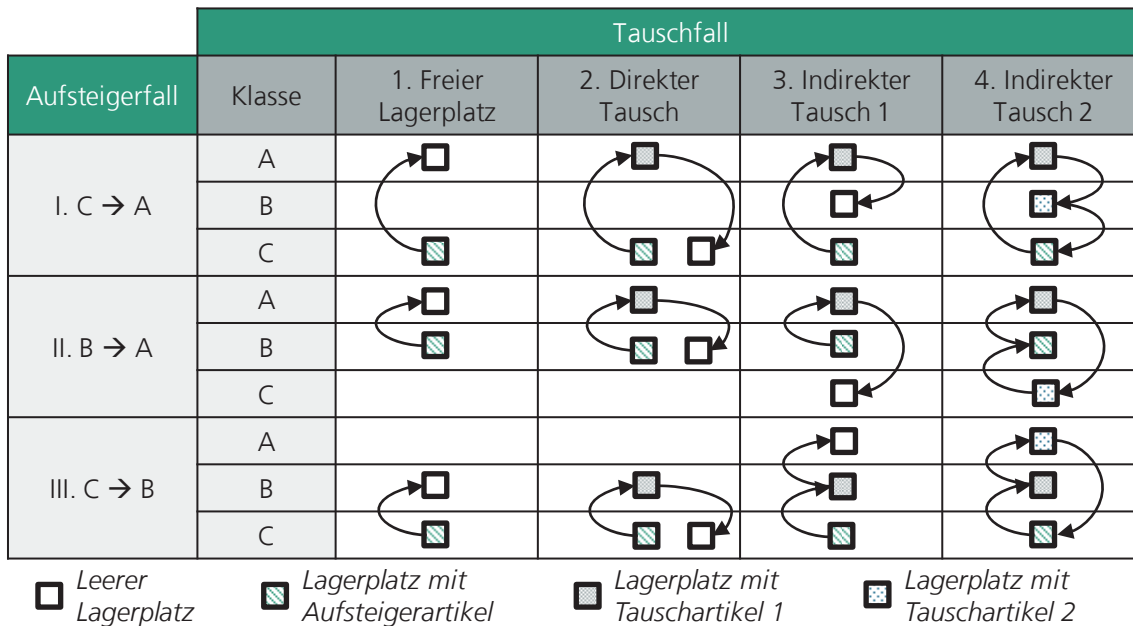 Tauschfall
Aufsteigerfall
Klasse
1. Freier
Lagerplatz
2. Direkter
Tausch
3. Indirekter
Tausch 1
4. Indirekter
Tausch 2
I. C → A
A
B
C
II. B → A
A
B
C
III. C → B
A
B
C
Leerer
Lagerplatz
Lagerplatz mit
Aufsteigerartikel
Lagerplatz mit
Tauschartikel 1
Lagerplatz mit
Tauschartikel 2